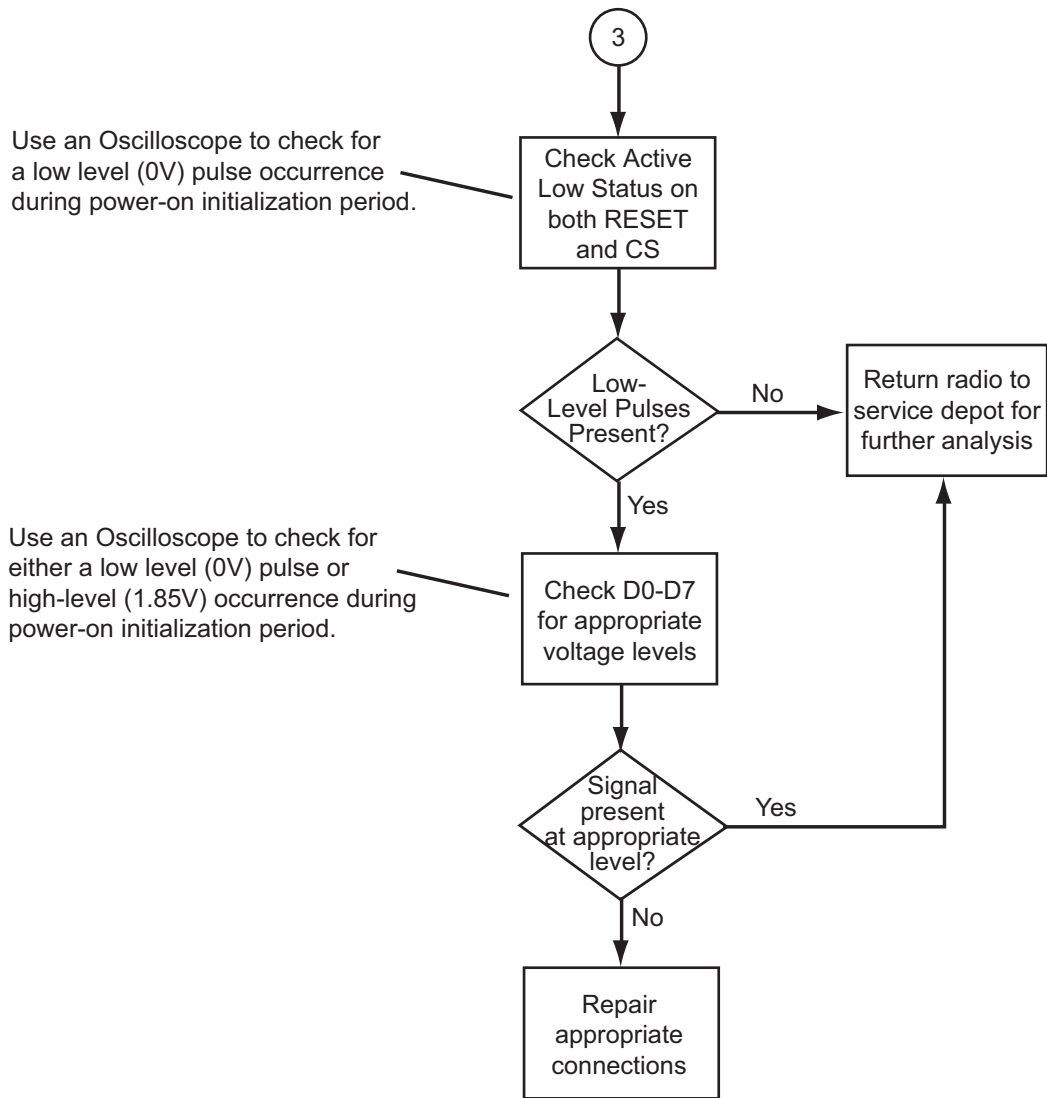 3
Use an Oscilloscope to check for
a low level (0V) pulse occurrence
during power-on initialization period.
Check Active
Low Status on
both RESET
and CS
Low-
Level Pulses
Present?
No
Return radio to
service depot for
further analysis
Yes
Use an Oscilloscope to check for
either a low level (0V) pulse or
high-level (1.85V) occurrence during
power-on initialization period.
Check D0-D7
for appropriate
voltage levels
Signal
present
at appropriate
level?
Yes
No
Repair
appropriate
connections